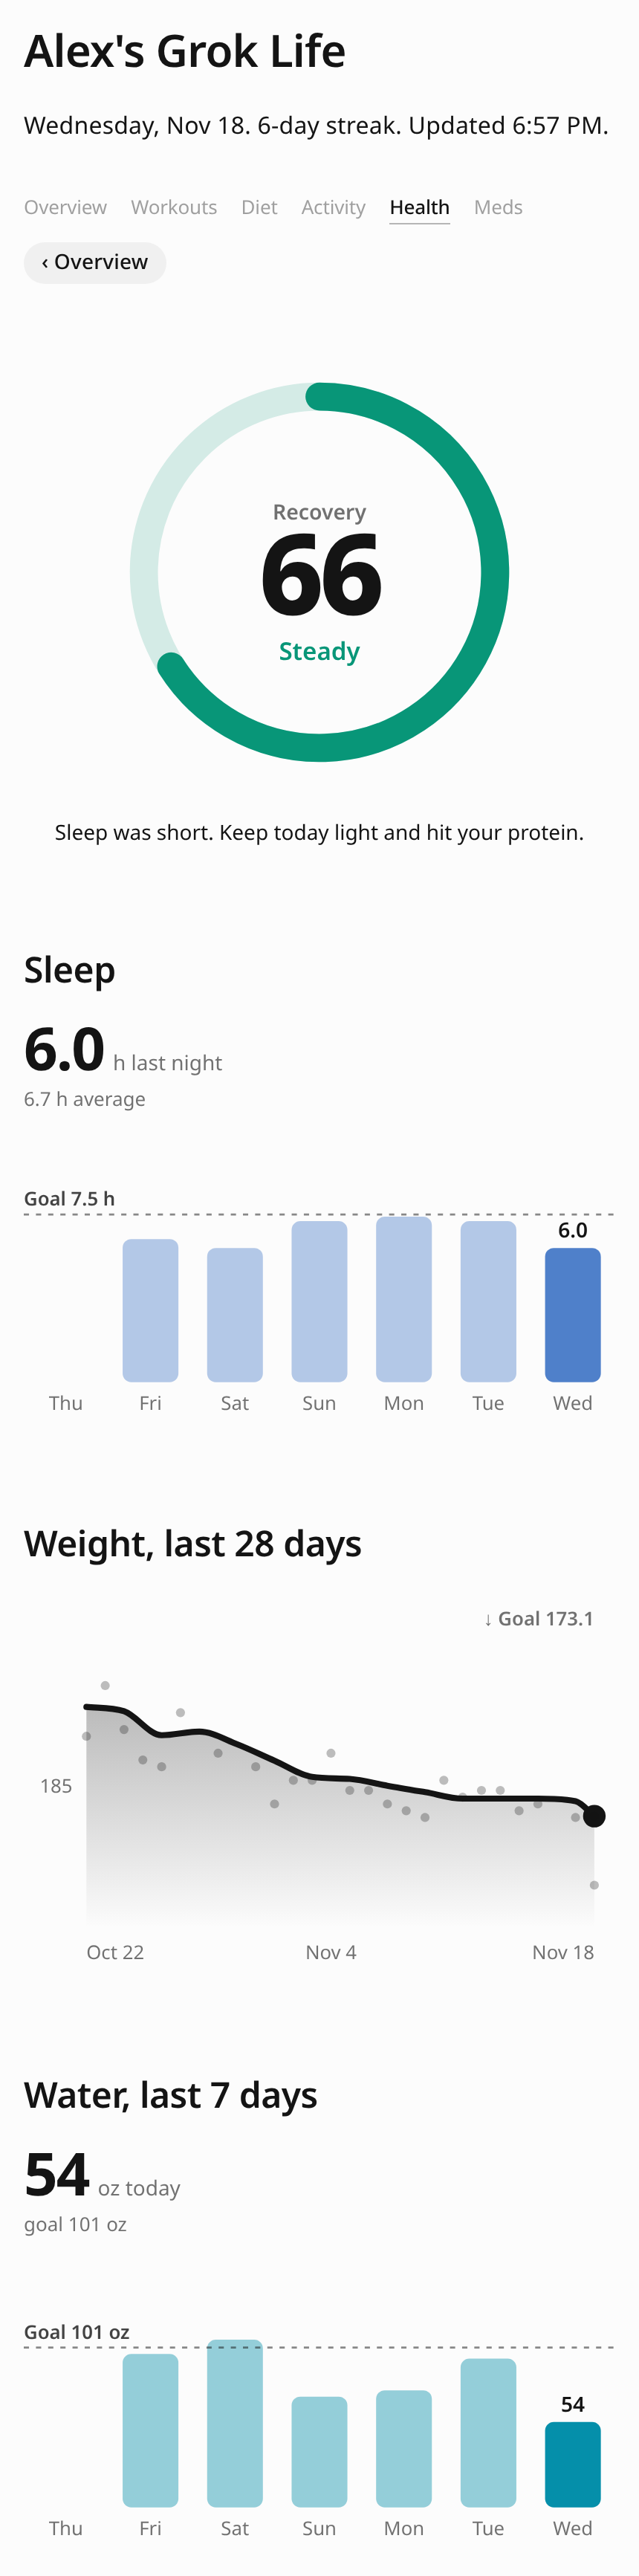 Alex's Grok Life
Wednesday, Nov 18. 6-day streak. Updated 6:57 PM.
Overview Workouts Diet Activity Health Meds
‹ Overview
Recovery
66
Steady
Sleep was short. Keep today light and hit your protein.
Sleep
6.0 h last night
6.7 h average
Goal 7.5 h
6.0
Thu Fri Sat Sun Mon Tue Wed
Weight, last 28 days
↓ Goal 173.1
185
Oct 22 Nov 4 Nov 18
Water, last 7 days
54 oz today
goal 101 oz
Goal 101 oz
54
Thu Fri Sat Sun Mon Tue Wed